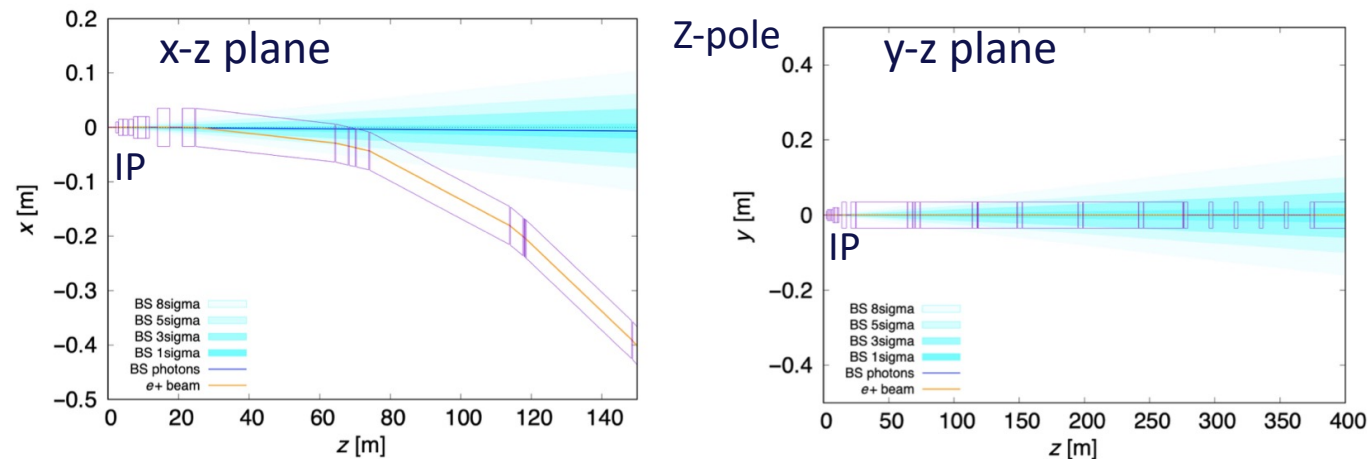 x-z plane
Z-pole
y-z plane
0.2
0.1
0
−0.1
−0.2
−0.3
−0.4
−0.5
x [m]
IP
BS 8sigma
BS 5sigma
BS 3sigma
BS 1sigma
BS photons
e+ beam
0 20 40 60 80 100 120 140
z [m]
0.4
0.2
0
−0.2
−0.4
y [m]
IP
BS 8sigma
BS 5sigma
BS 3sigma
BS 1sigma
BS photons
e+ beam
0 50 100 150 200 250 300 350 400
z [m]